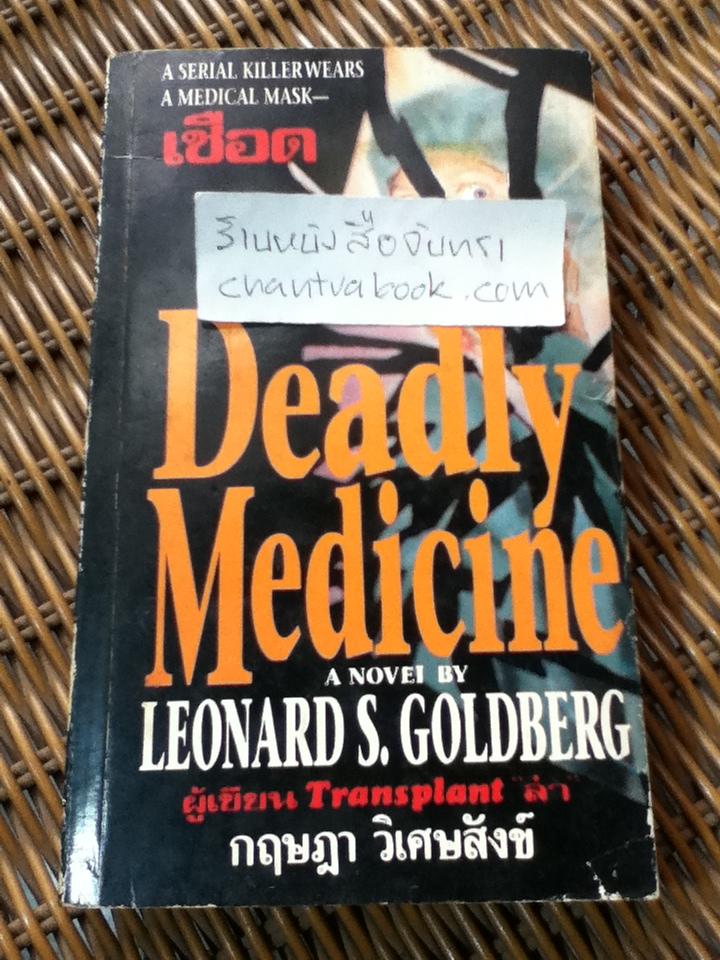 A SERIAL KILLER WEARS
A MEDICAL MASK—
เชือด
ร้านหนังสือจันทรา
chantrabook.com
Deadly
Medicine
A NOVEL BY
LEONARD S. GOLDBERG
ผู้เขียน Transplant "ล่า"
กฤษฎา วิเศษสังข์